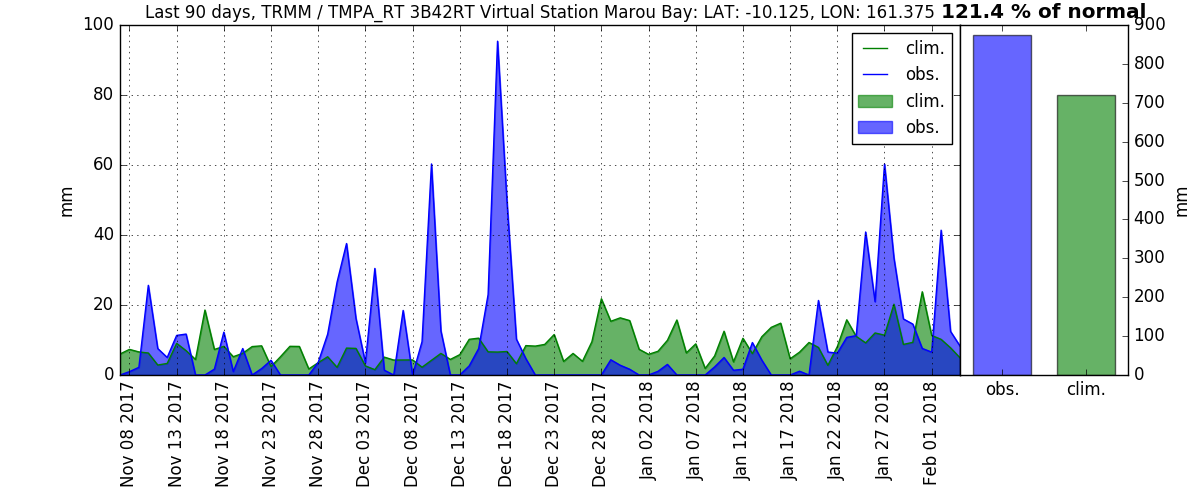 Last 90 days, TRMM / TMPA_RT 3B42RT Virtual Station Marou Bay: LAT: -10.125, LON: 161.375 121.4 % of normal
100
80
60
40
20
0
mm
clim.
obs.
clim.
obs.
900
800
700
600
500
400
300
200
100
0
mm
Nov 08 2017
Nov 13 2017
Nov 18 2017
Nov 23 2017
Nov 28 2017
Dec 03 2017
Dec 08 2017
Dec 13 2017
Dec 18 2017
Dec 23 2017
Dec 28 2017
Jan 02 2018
Jan 07 2018
Jan 12 2018
Jan 17 2018
Jan 22 2018
Jan 27 2018
Feb 01 2018
obs.
clim.